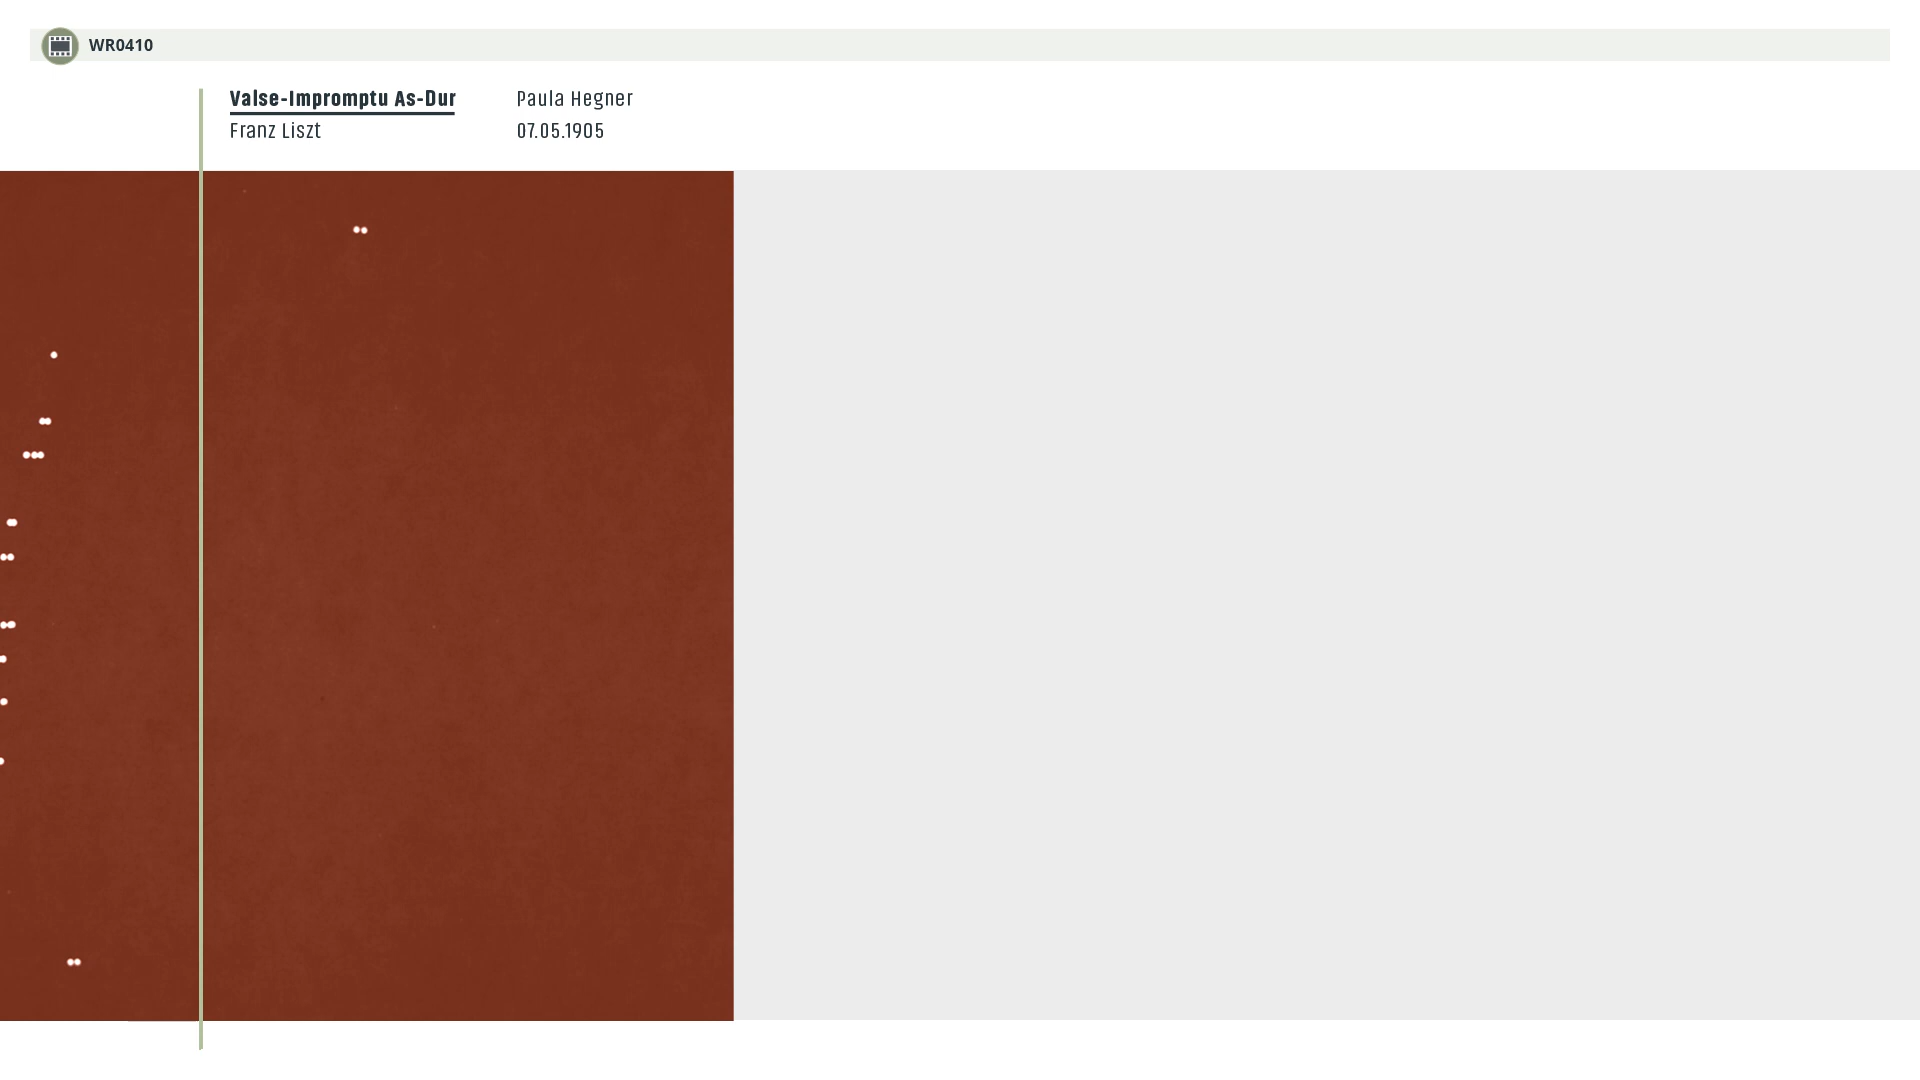 WR0410
Valse-Impromptu As-Dur
Franz Liszt
Paula Hegner
07.05.1905